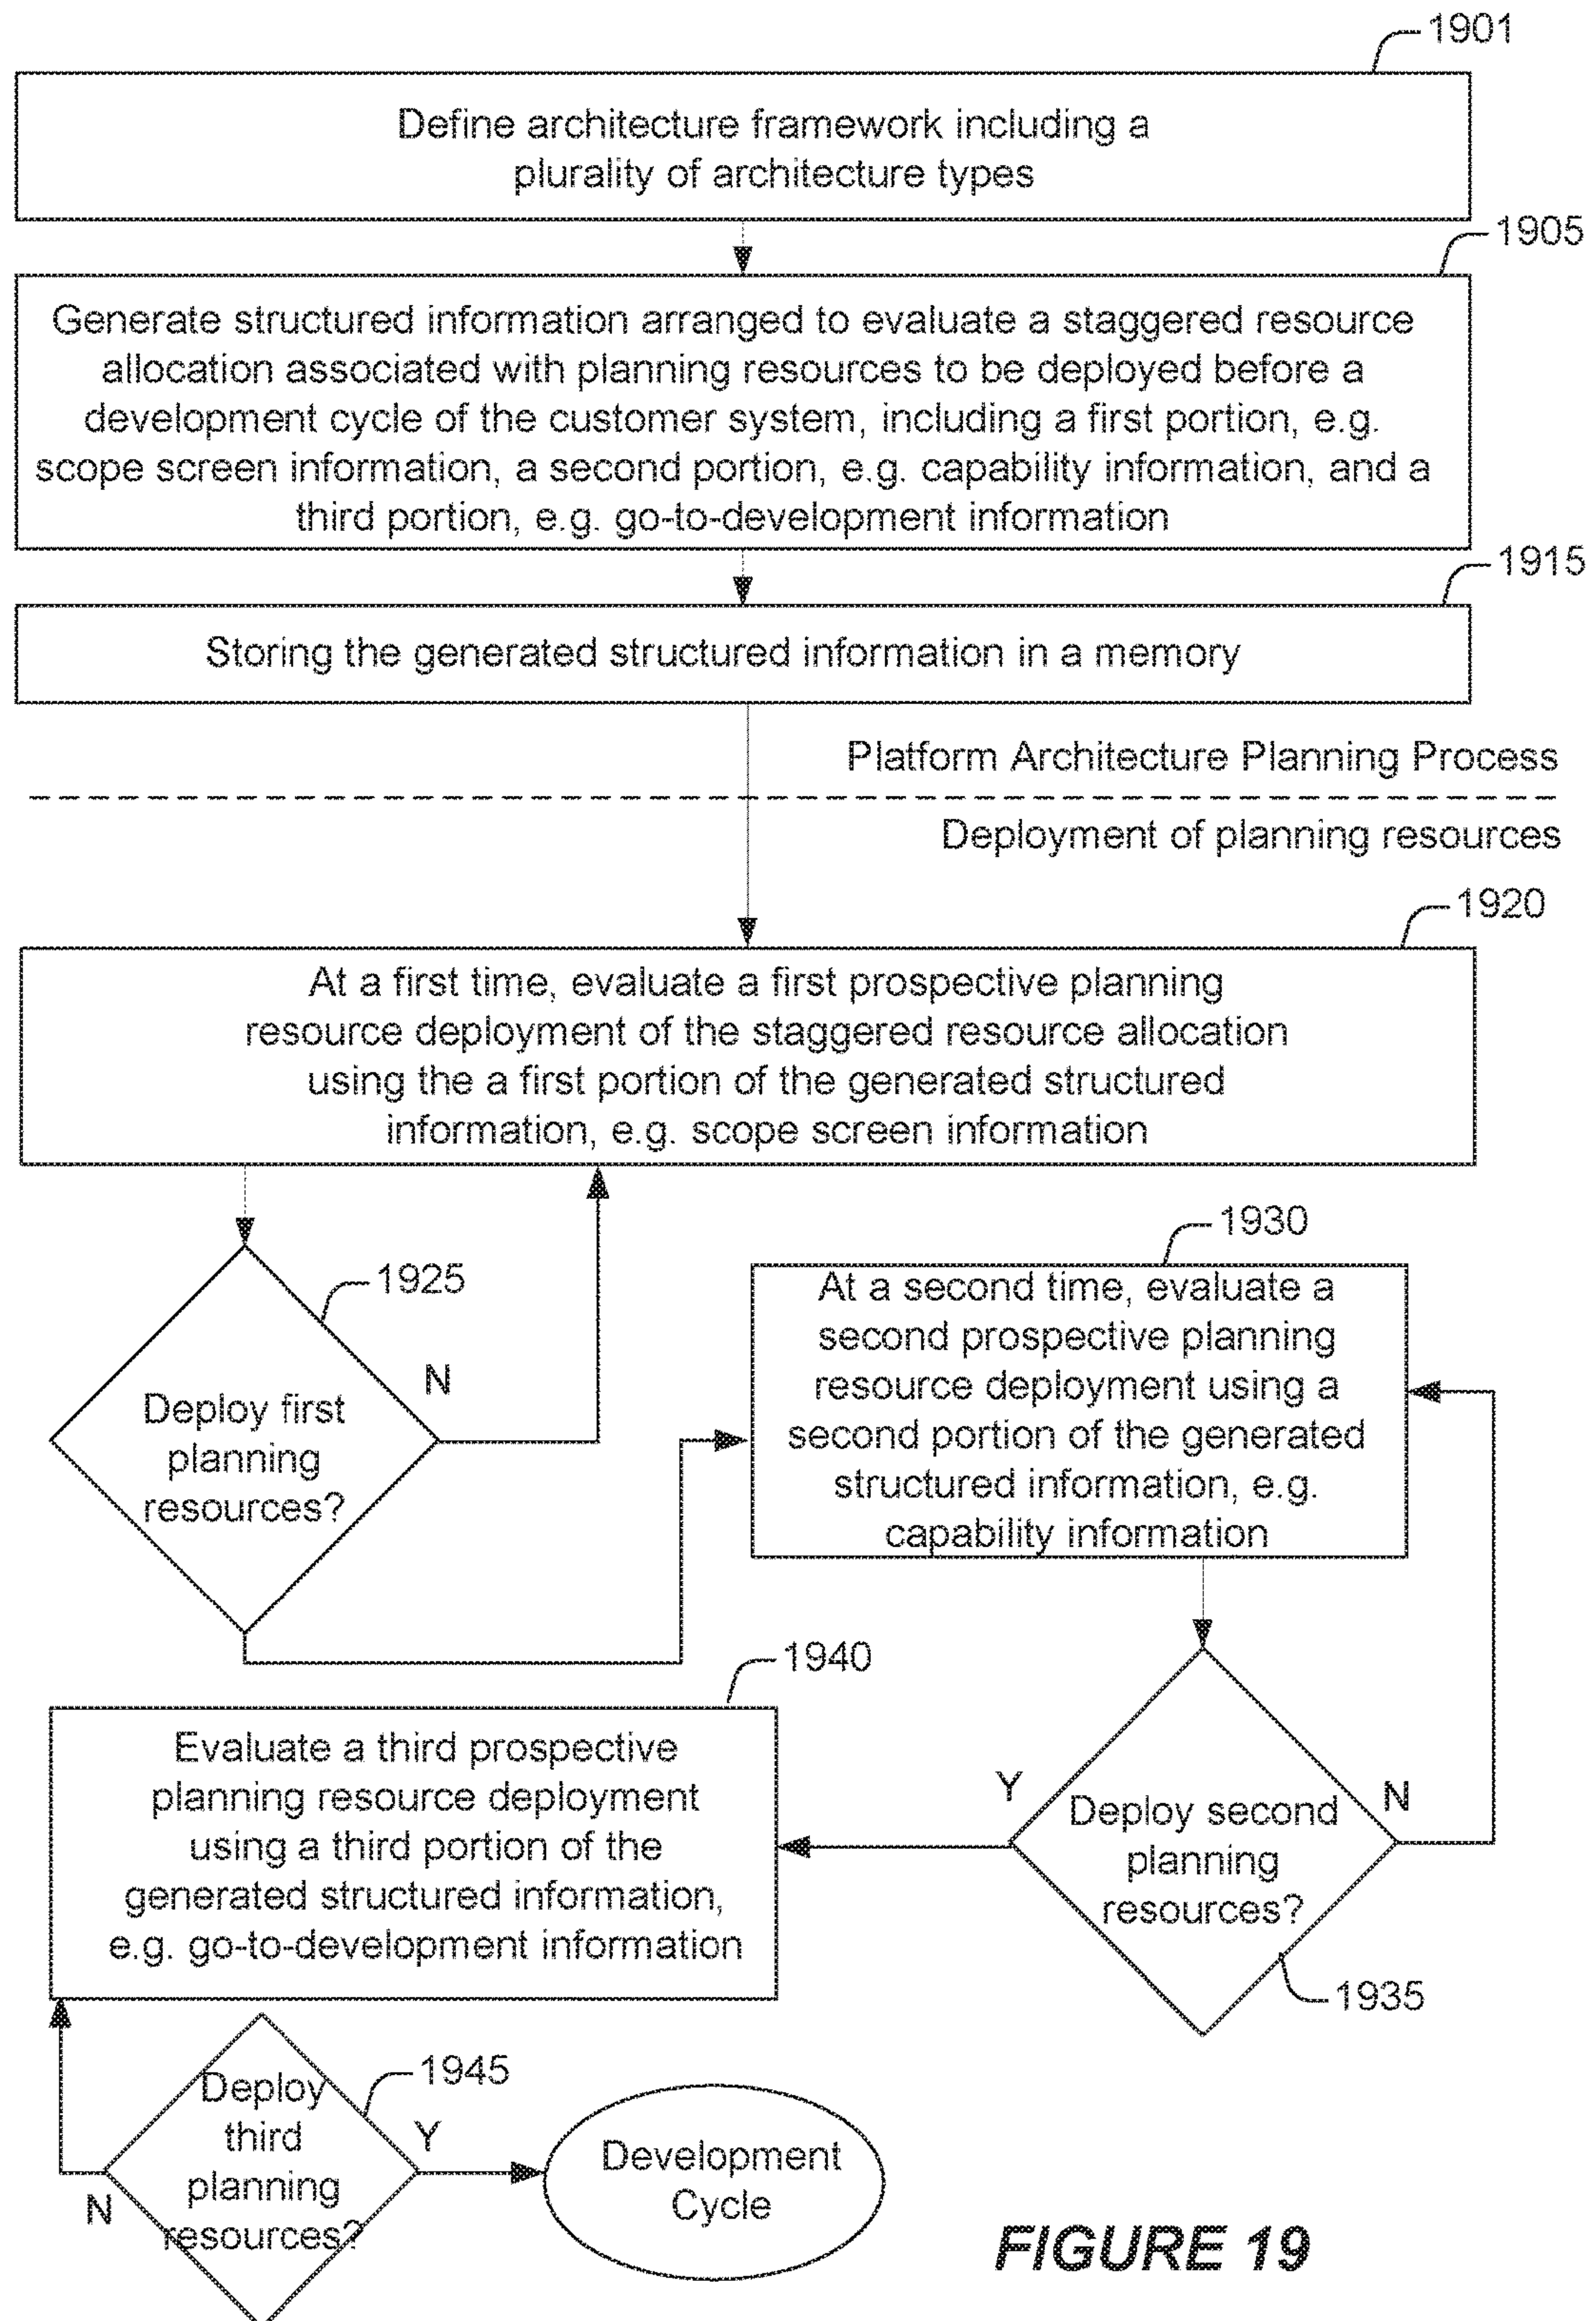 1901
Define architecture framework including a
plurality of architecture types
1905
Generate structured information arranged to evaluate a staggered resource
allocation associated with planning resources to be deployed before a
development cycle of the customer system, including a first portion, e.g.
scope screen information, a second portion, e.g. capability information, and a
third portion, e.g. go-to-development information
1915
Storing the generated structured information in a memory
Platform Architecture Planning Process
Deployment of planning resources
1920
At a first time, evaluate a first prospective planning
resource deployment of the staggered resource allocation
using the a first portion of the generated structured
information, e.g. scope screen information
1925
N
Deploy first
planning
resources?
1930
At a second time, evaluate a
second prospective planning
resource deployment using a
second portion of the generated
structured information, e.g.
capability information
1940
Evaluate a third prospective
planning resource deployment
using a third portion of the
generated structured information,
e.g. go-to-development information
Y
N
Deploy second
planning
resources?
1935
1945
Deploy
third
planning
resources?
Y
N
Development
Cycle
FIGURE 19